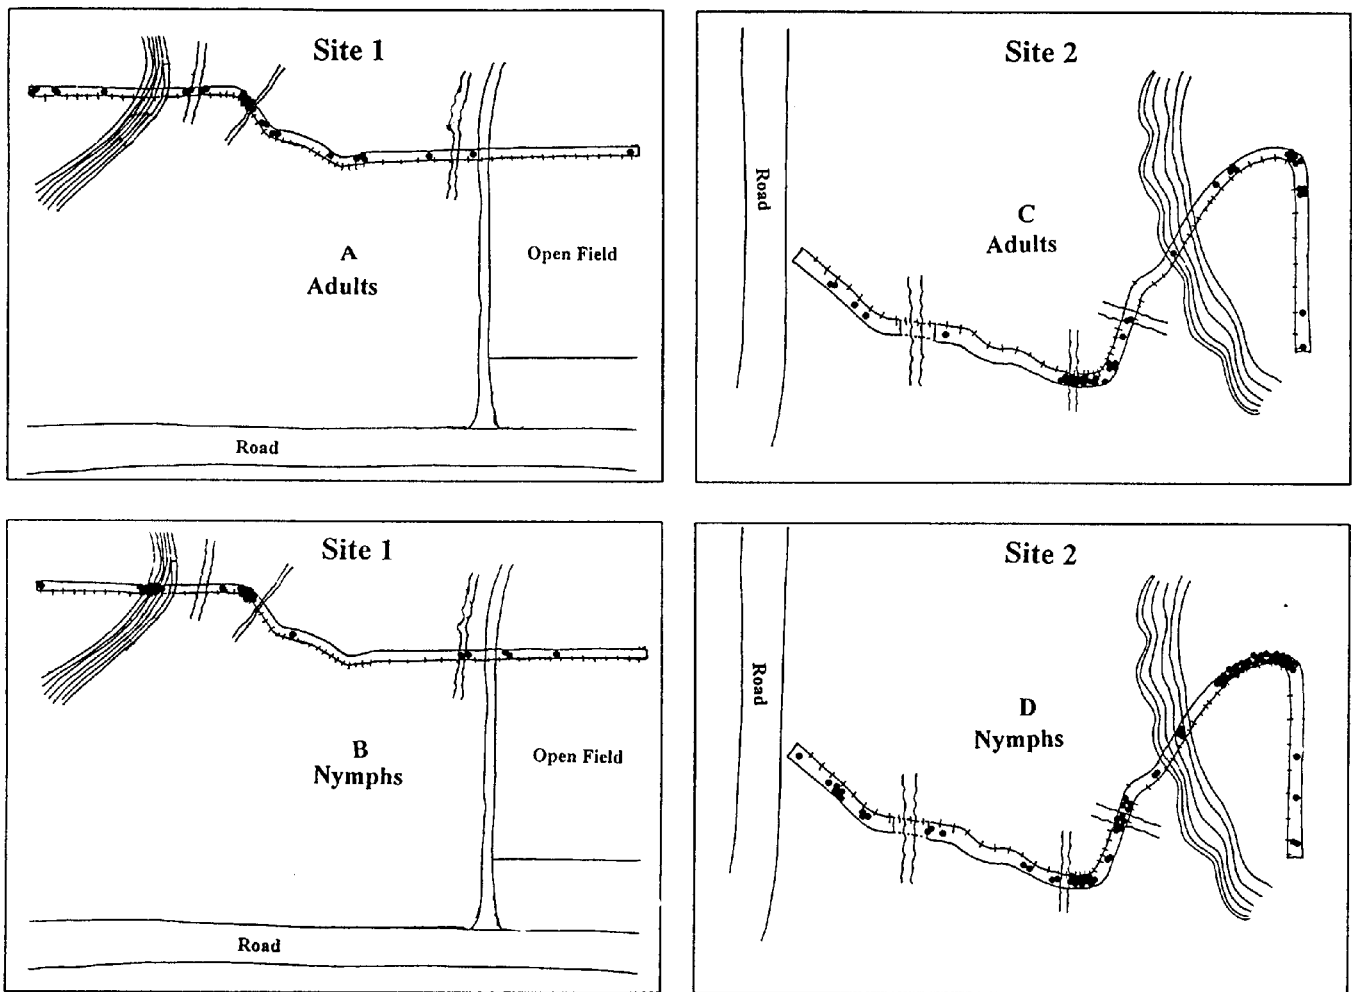 Site 1
A
Adults
Open Field
Road
Site 2
Road
C
Adults
Site 1
B
Nymphs
Open Field
Road
Site 2
Road
D
Nymphs